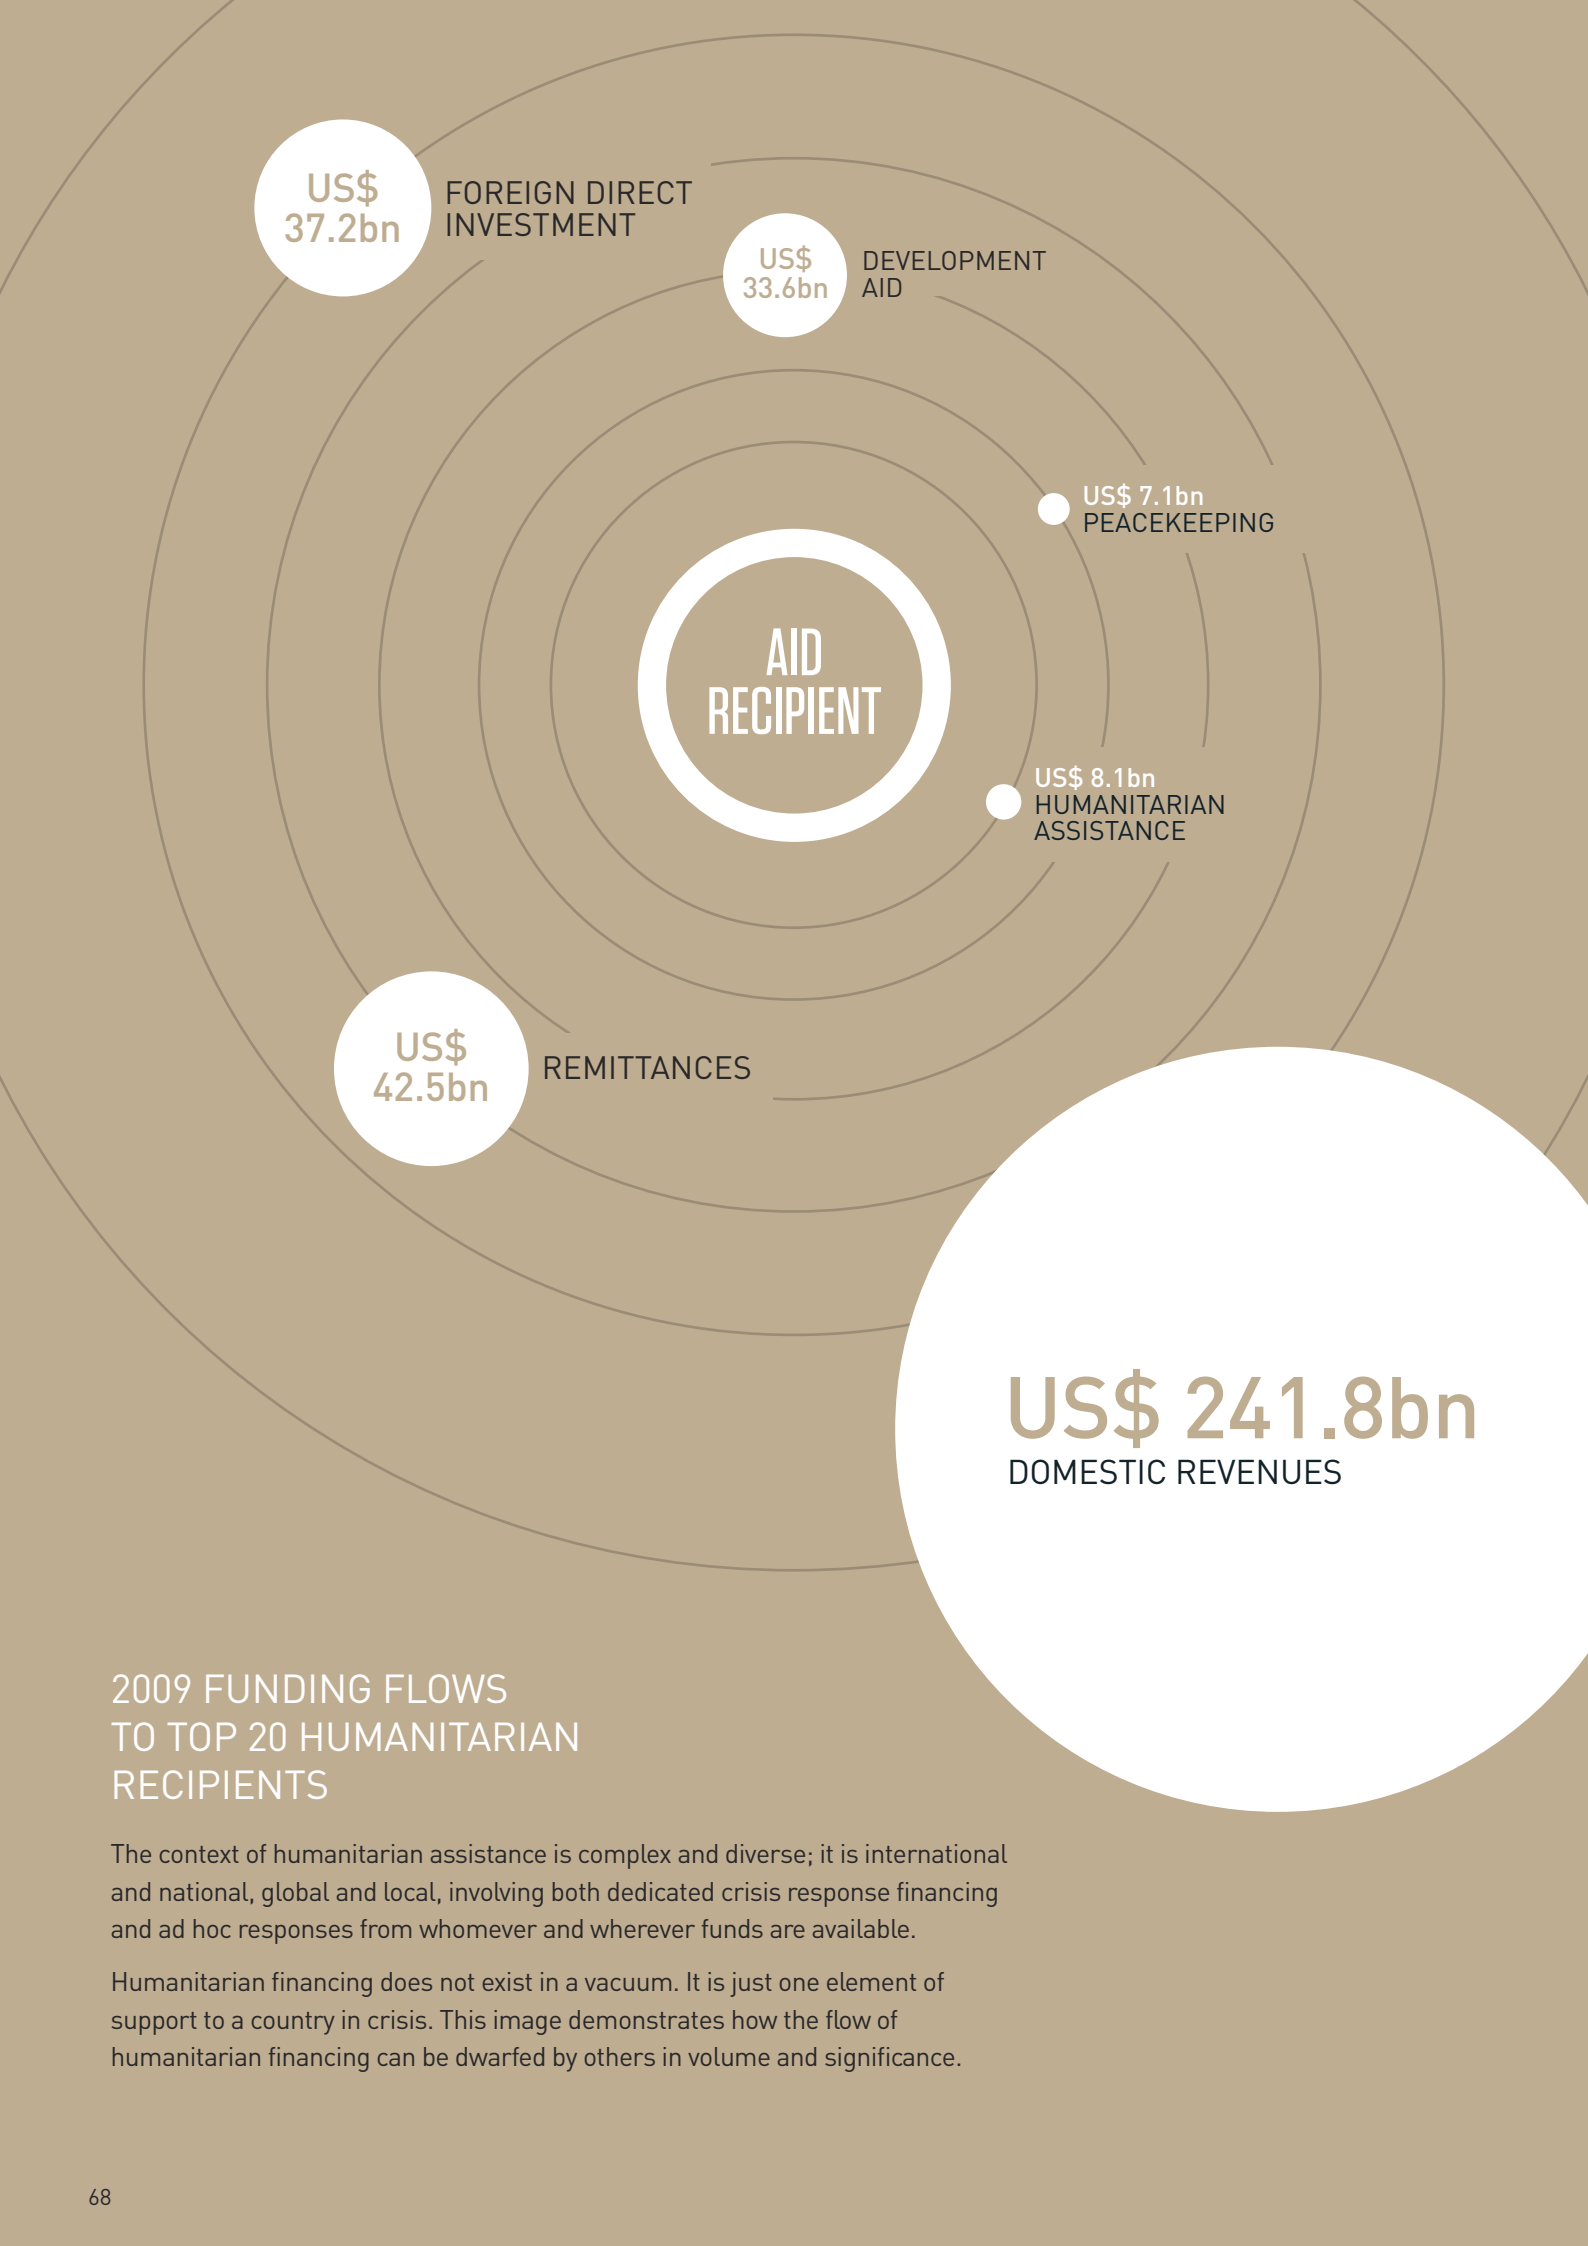 US$
37.2bn
FOREIGN DIRECT
INVESTMENT
US$
33.6bn
DEVELOPMENT
AID
US$ 7.1bn
PEACEKEEPING
AID
RECIPIENT
US$ 8.1bn
HUMANITARIAN
ASSISTANCE
US$
42.5bn
REMITTANCES
US$ 241.8bn
DOMESTIC REVENUES
2009 FUNDING FLOWS
TO TOP 20 HUMANITARIAN
RECIPIENTS
The context of humanitarian assistance is complex and diverse; it is international
and national, global and local, involving both dedicated crisis response financing
and ad hoc responses from whomever and wherever funds are available.
Humanitarian financing does not exist in a vacuum. It is just one element of
support to a country in crisis. This image demonstrates how the flow of
humanitarian financing can be dwarfed by others in volume and significance.
68